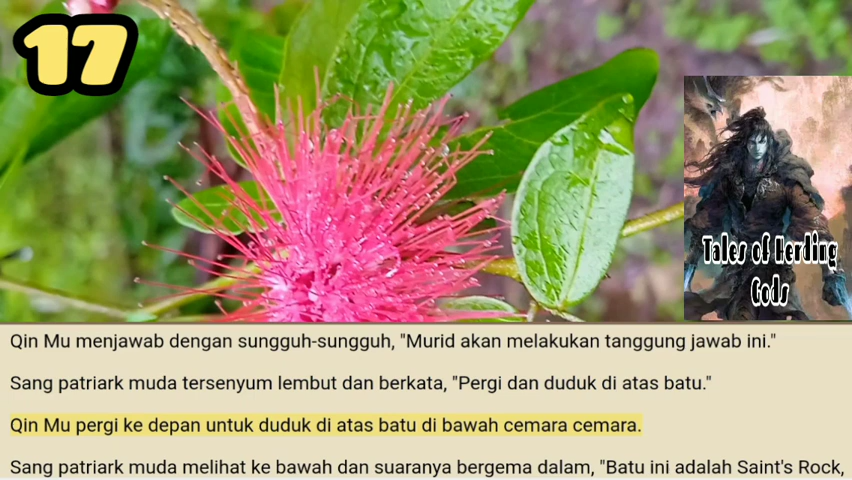 17
Tales of Herding
Gods
Qin Mu menjawab dengan sungguh-sungguh, "Murid akan melakukan tanggung jawab ini."
Sang patriark muda tersenyum lembut dan berkata, "Pergi dan duduk di atas batu."
Qin Mu pergi ke depan untuk duduk di atas batu di bawah cemara cemara.
Sang patriark muda melihat ke bawah dan suaranya bergema dalam, "Batu ini adalah Saint's Rock,